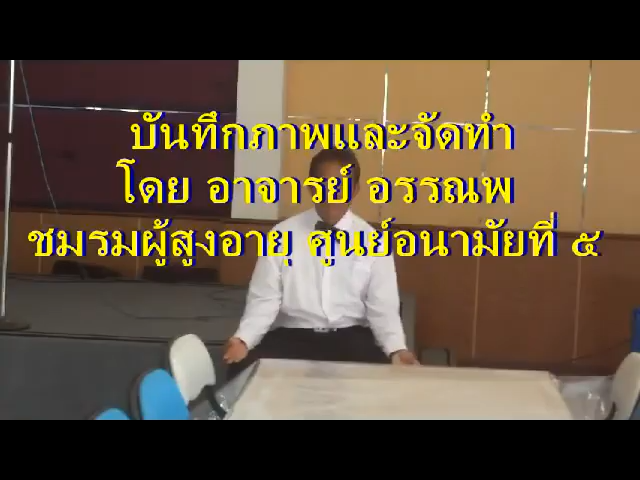 บันทึกภาพและจัดทำ
โดย อาจารย์ อรรณพ
ชมรมผู้สูงอายุ ศูนย์อนามัยที่ ๕